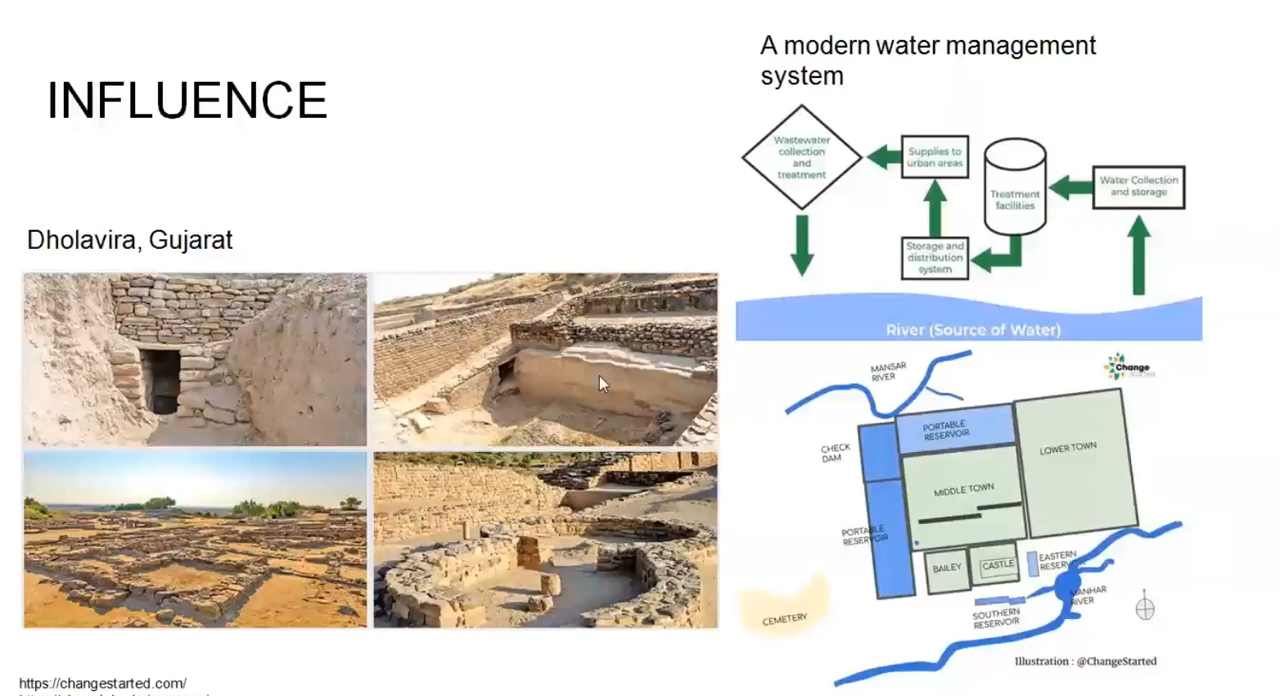 INFLUENCE
Dholavira, Gujarat
https://changestarted.com/
A modern water management
system
Wastewater
collection
and
treatment
Supplies to
urban areas
Treatment
facilities
Water Collection
and storage
Storage and
distribution
system
River (Source of Water)
MANSAR
RIVER
Change
PORTABLE
RESERVOIR
CHECK
DAM
LOWER TOWN
MIDDLE TOWN
PORTABLE
RESERVOIR
BAILEY
CASTLE
EASTERN
RESERV
MANHAR
RIVER
SOUTHERN
RESERVOIR
CEMETERY
Illustration : @ChangeStarted